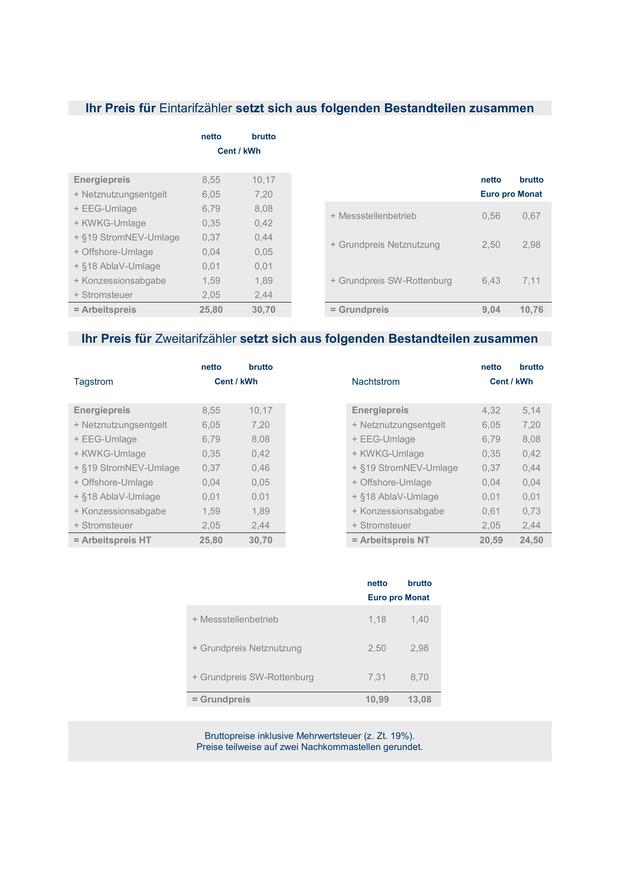 Ihr Preis für Eintarifzähler setzt sich aus folgenden Bestandteilen zusammen
netto brutto
Cent / kWh
Energiepreis 8,55 10,17
+ Netznutzungsentgelt 6,05 7,20
+ EEG-Umlage 6,79 8,08
+ KWKG-Umlage 0,35 0,42
+ §19 StromNEV-Umlage 0,37 0,44
+ Offshore-Umlage 0,04 0,05
+ §18 AblaV-Umlage 0,01 0,01
+ Konzessionsabgabe 1,59 1,89
+ Stromsteuer 2,05 2,44
= Arbeitspreis 25,80 30,70
netto brutto
Euro pro Monat
+ Messstellenbetrieb 0,56 0,67
+ Grundpreis Netznutzung 2,50 2,98
+ Grundpreis SW-Rottenburg 6,43 7,11
= Grundpreis 9,04 10,76
Ihr Preis für Zweitarifzähler setzt sich aus folgenden Bestandteilen zusammen
netto brutto
Tagstrom Cent / kWh
Energiepreis 8,55 10,17
+ Netznutzungsentgelt 6,05 7,20
+ EEG-Umlage 6,79 8,08
+ KWKG-Umlage 0,35 0,42
+ §19 StromNEV-Umlage 0,37 0,46
+ Offshore-Umlage 0,04 0,05
+ §18 AblaV-Umlage 0,01 0,01
+ Konzessionsabgabe 1,59 1,89
+ Stromsteuer 2,05 2,44
= Arbeitspreis HT 25,80 30,70
netto brutto
Nachtstrom Cent / kWh
Energiepreis 4,32 5,14
+ Netznutzungsentgelt 6,05 7,20
+ EEG-Umlage 6,79 8,08
+ KWKG-Umlage 0,35 0,42
+ §19 StromNEV-Umlage 0,37 0,44
+ Offshore-Umlage 0,04 0,04
+ §18 AblaV-Umlage 0,01 0,01
+ Konzessionsabgabe 0,61 0,73
+ Stromsteuer 2,05 2,44
= Arbeitspreis NT 20,59 24,50
netto brutto
Euro pro Monat
+ Messstellenbetrieb 1,18 1,40
+ Grundpreis Netznutzung 2,50 2,98
+ Grundpreis SW-Rottenburg 7,31 8,70
= Grundpreis 10,99 13,08
Bruttopreise inklusive Mehrwertsteuer (z. Zt. 19%).
Preise teilweise auf zwei Nachkommastellen gerundet.